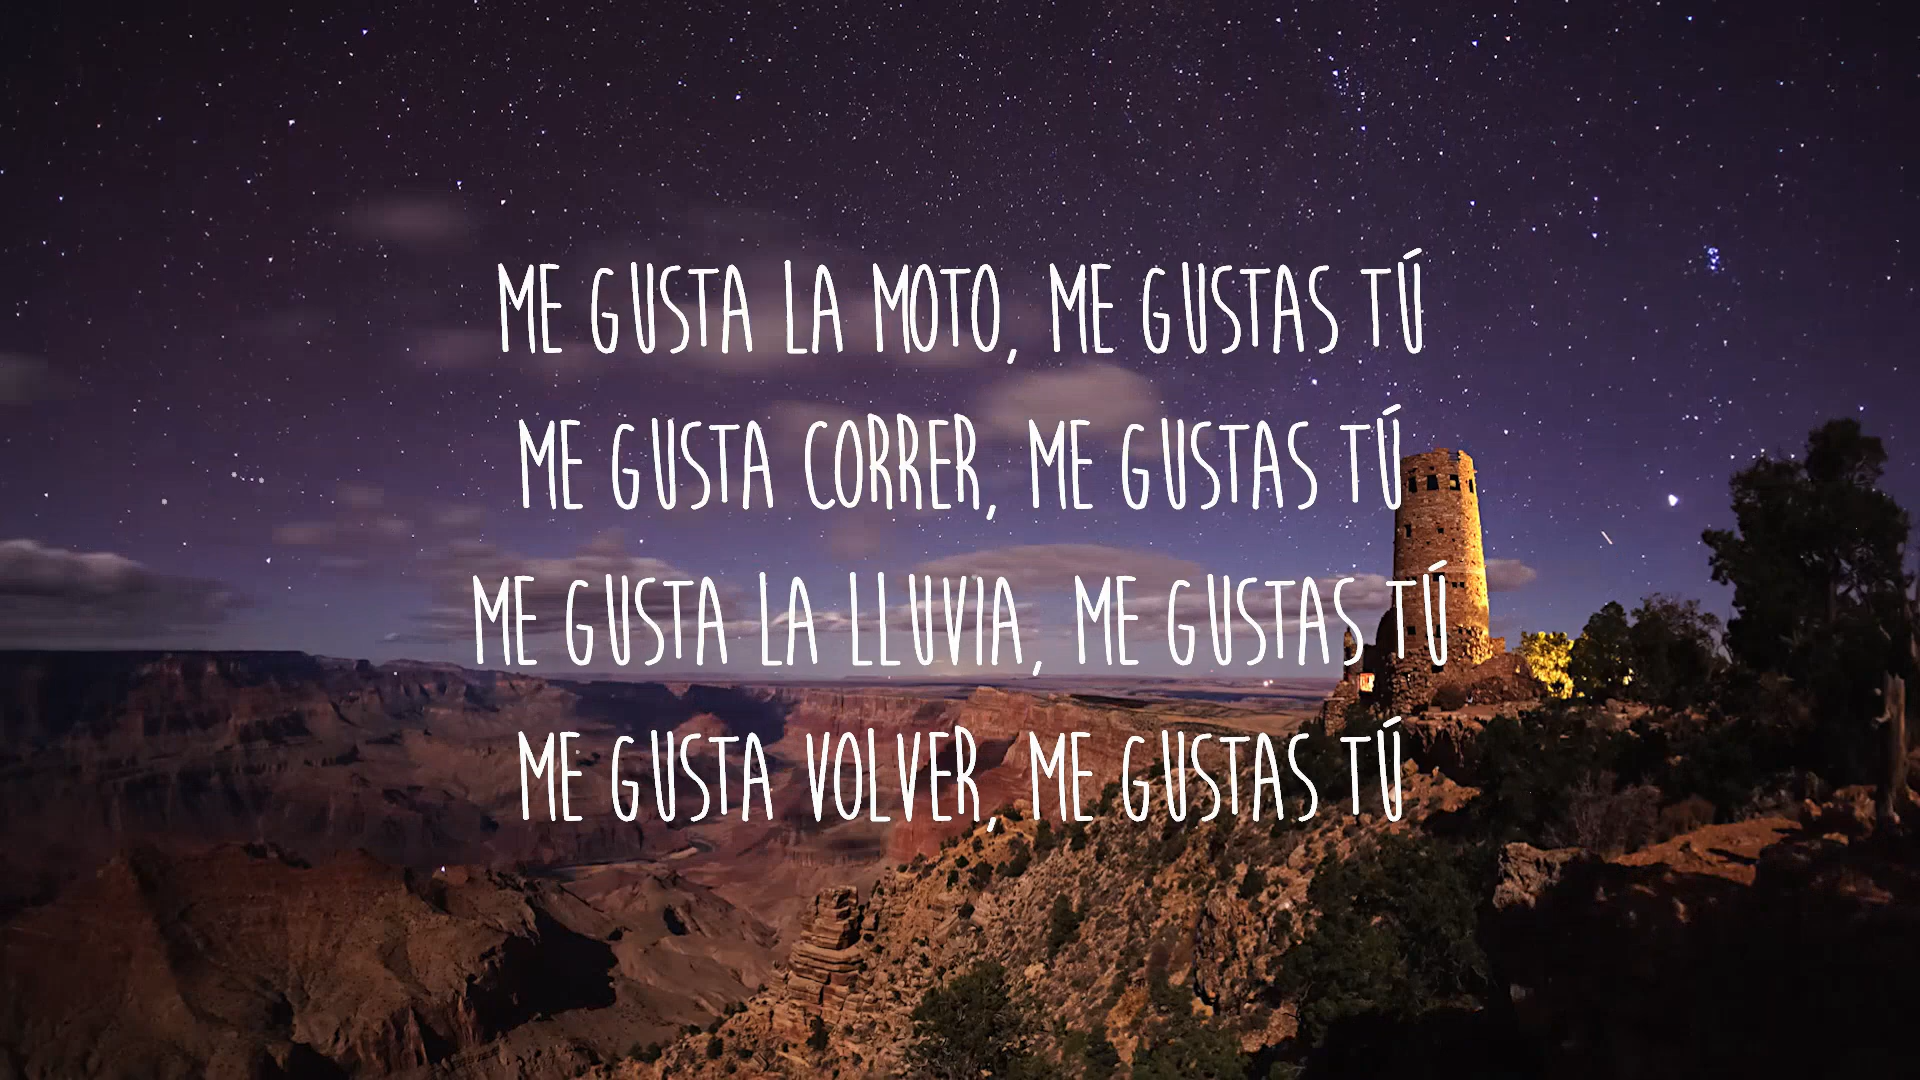 ME GUSTA LA MOTO, ME GUSTAS TÚ
ME GUSTA CORRER, ME GUSTAS TÚ
ME GUSTA LA LLUVIA, ME GUSTAS TÚ
ME GUSTA VOLVER, ME GUSTAS TÚ